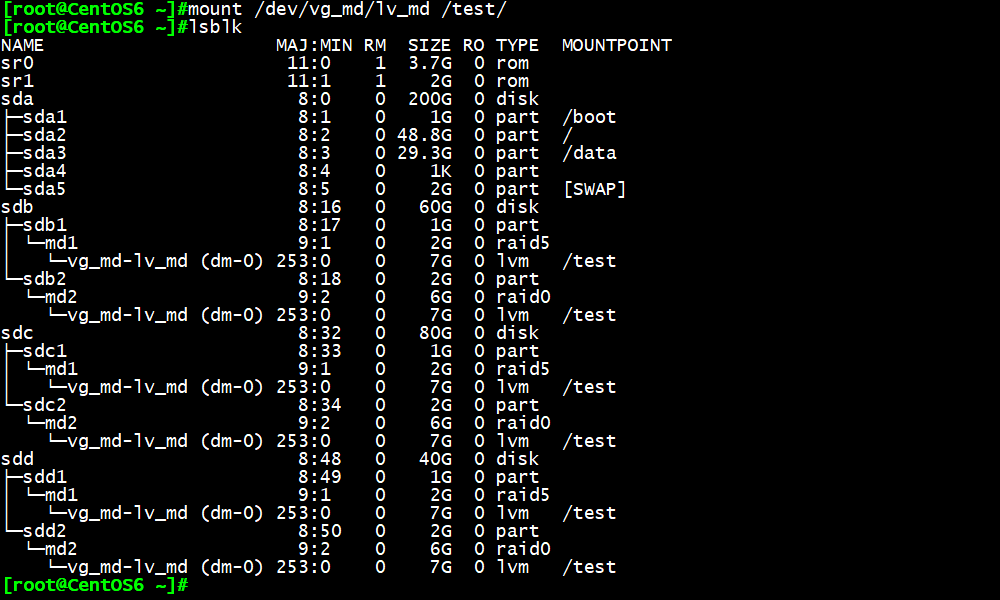 [root@CentOS6 ~]#mount /dev/vg_md/lv_md /test/
[root@CentOS6 ~]#lsblk
NAME                     MAJ:MIN RM   SIZE RO TYPE  MOUNTPOINT
sr0                       11:0    1   3.7G  0 rom
sr1                       11:1    1     2G  0 rom
sda                        8:0    0   200G  0 disk
├─sda1                     8:1    0     1G  0 part  /boot
├─sda2                     8:2    0  48.8G  0 part  /
├─sda3                     8:3    0  29.3G  0 part  /data
├─sda4                     8:4    0     1K  0 part
└─sda5                     8:5    0     2G  0 part  [SWAP]
sdb                        8:16   0    60G  0 disk
├─sdb1                     8:17   0     1G  0 part
│ └─md1                    9:1    0     2G  0 raid5
│   └─vg_md-lv_md (dm-0) 253:0    0     7G  0 lvm   /test
└─sdb2                     8:18   0     2G  0 part
  └─md2                    9:2    0     6G  0 raid0
    └─vg_md-lv_md (dm-0) 253:0    0     7G  0 lvm   /test
sdc                        8:32   0    80G  0 disk
├─sdc1                     8:33   0     1G  0 part
│ └─md1                    9:1    0     2G  0 raid5
│   └─vg_md-lv_md (dm-0) 253:0    0     7G  0 lvm   /test
└─sdc2                     8:34   0     2G  0 part
  └─md2                    9:2    0     6G  0 raid0
    └─vg_md-lv_md (dm-0) 253:0    0     7G  0 lvm   /test
sdd                        8:48   0    40G  0 disk
├─sdd1                     8:49   0     1G  0 part
│ └─md1                    9:1    0     2G  0 raid5
│   └─vg_md-lv_md (dm-0) 253:0    0     7G  0 lvm   /test
└─sdd2                     8:50   0     2G  0 part
  └─md2                    9:2    0     6G  0 raid0
    └─vg_md-lv_md (dm-0) 253:0    0     7G  0 lvm   /test
[root@CentOS6 ~]#